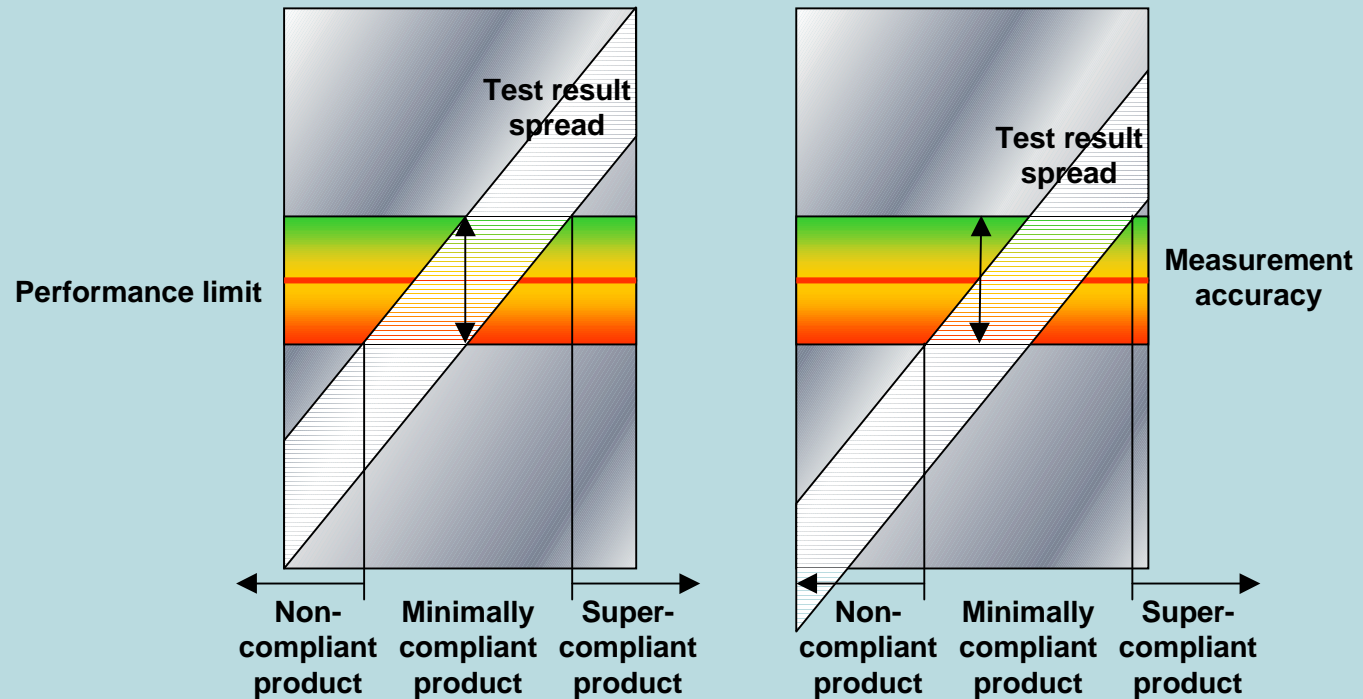 Test result
spread
Performance limit
Non-
compliant
product
Minimally
compliant
product
Super-
compliant
product
Test result
spread
Measurement
accuracy
Non-
compliant
product
Minimally
compliant
product
Super-
compliant
product